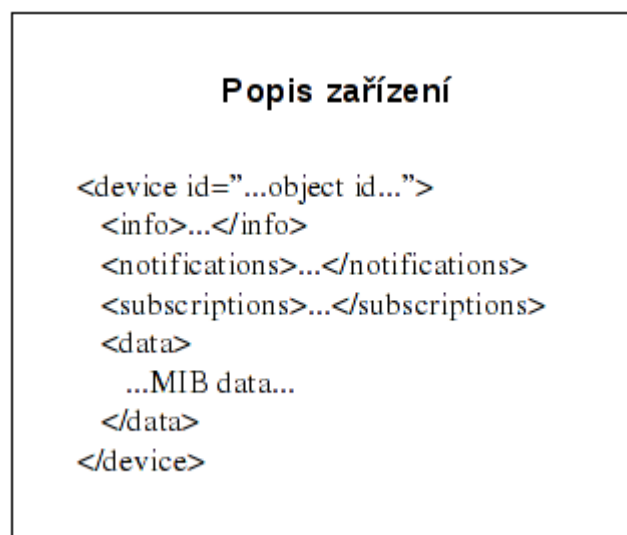 Popis zařízení
<device id=”...object id...”>
<info>...</info>
<notifications>...</notifications>
<subscriptions>...</subscriptions>
<data>
...MIB data...
</data>
</device>